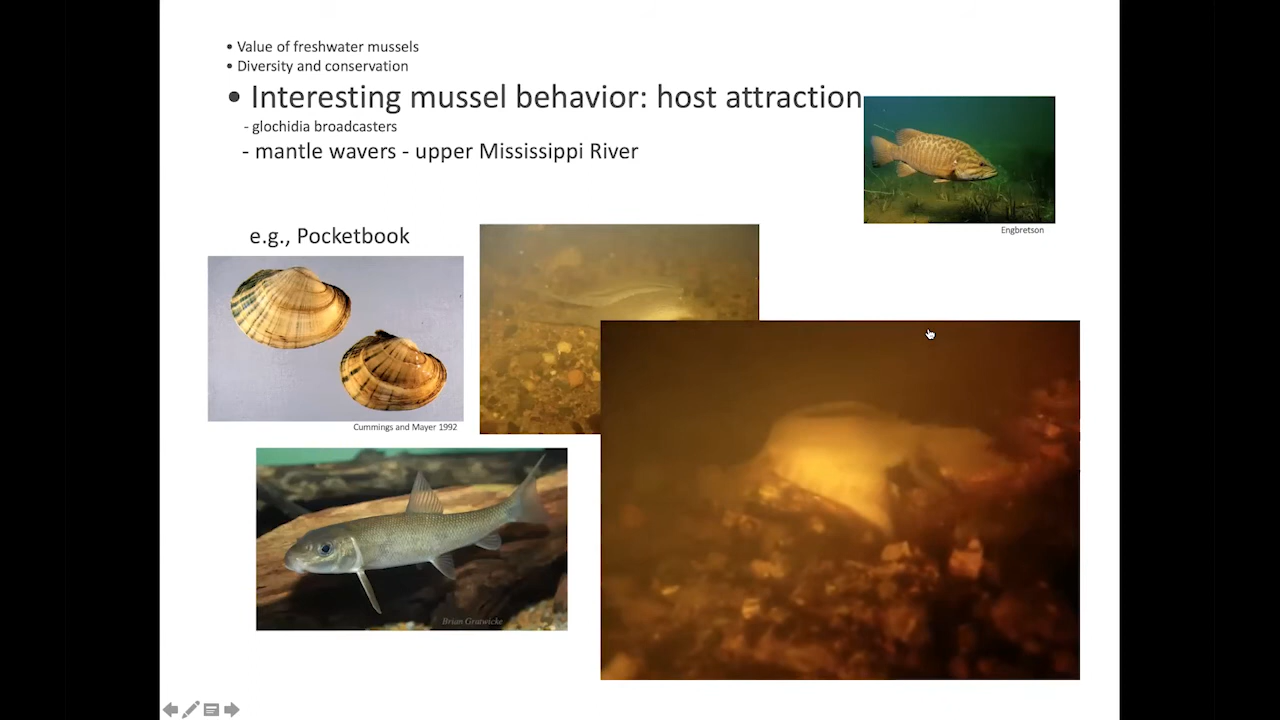 • Value of freshwater mussels
• Diversity and conservation
• Interesting mussel behavior: host attraction
- glochidia broadcasters
- mantle wavers - upper Mississippi River
Engbretson
e.g., Pocketbook
Cummings and Mayer 1992
Brian Gratwicke